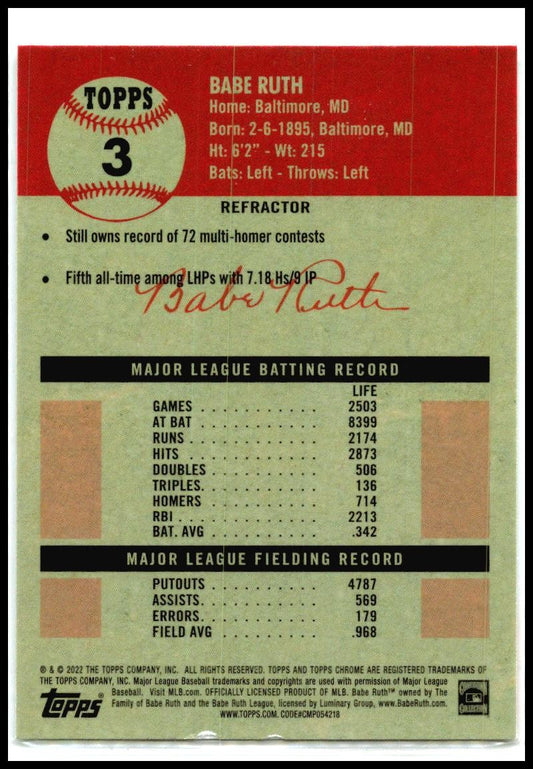 TOPPS
3
BABE RUTH
Home: Baltimore, MD
Born: 2-6-1895, Baltimore, MD
Ht: 6'2" - Wt: 215
Bats: Left - Throws: Left
REFRACTOR
• Still owns record of 72 multi-homer contests
• Fifth all-time among LHPs with 7.18 Hs/9 IP
Babe Ruth
MAJOR LEAGUE BATTING RECORD
LIFE
GAMES . . . . . . . . . . . 2503
AT BAT . . . . . . . . . . . 8399
RUNS . . . . . . . . . . . 2174
HITS . . . . . . . . . . . 2873
DOUBLES . . . . . . . . . . 506
TRIPLES. . . . . . . . . . . 136
HOMERS . . . . . . . . . . 714
RBI . . . . . . . . . . . . 2213
BAT. AVG . . . . . . . . . . .342
MAJOR LEAGUE FIELDING RECORD
PUTOUTS . . . . . . . . . . 4787
ASSISTS. . . . . . . . . . . 569
ERRORS. . . . . . . . . . . 179
FIELD AVG . . . . . . . . . .968
® & © 2022 THE TOPPS COMPANY, INC. ALL RIGHTS RESERVED. TOPPS AND TOPPS CHROME ARE REGISTERED TRADEMARKS OF
THE TOPPS COMPANY, INC. Major League Baseball trademarks and copyrights are used with permission of Major League
Baseball. Visit MLB.com. OFFICIALLY LICENSED PRODUCT OF MLB. Babe Ruth™ owned by The
Family of Babe Ruth and the Babe Ruth League, licensed by Luminary Group, www.BabeRuth.com.
WWW.TOPPS.COM. CODE#CMP054218
TOPPS